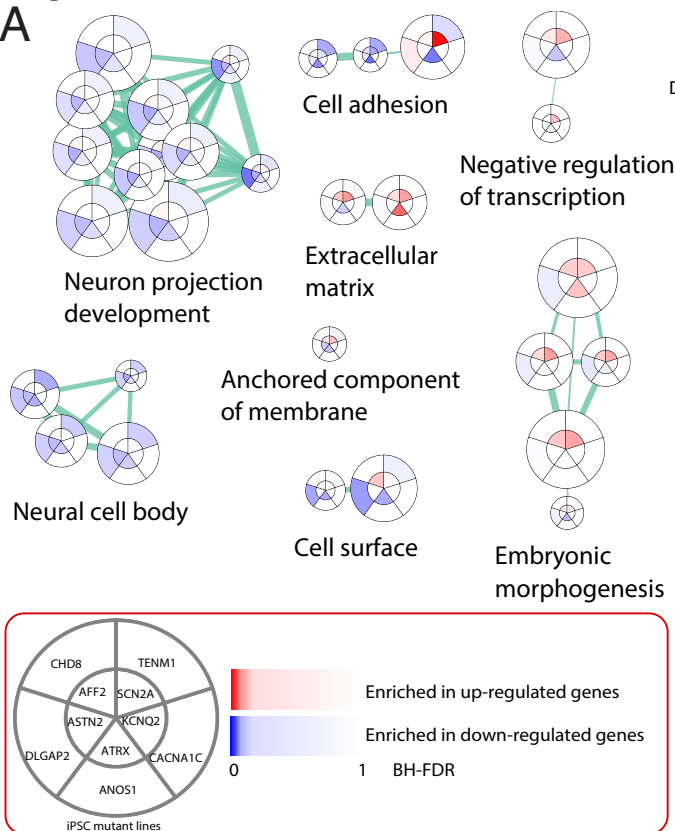 A
Cell adhesion
D
Negative regulation
of transcription
Extracellular
matrix
Neuron projection
development
Anchored component
of membrane
Neural cell body
Cell surface
Embryonic
morphogenesis
CHD8
TENM1
AFF2
SCN2A
ASTN2
KCNQ2
DLGAP2
ATRX
CACNA1C
ANOS1
iPSC mutant lines
Enriched in up-regulated genes
Enriched in down-regulated genes
0 1 BH-FDR